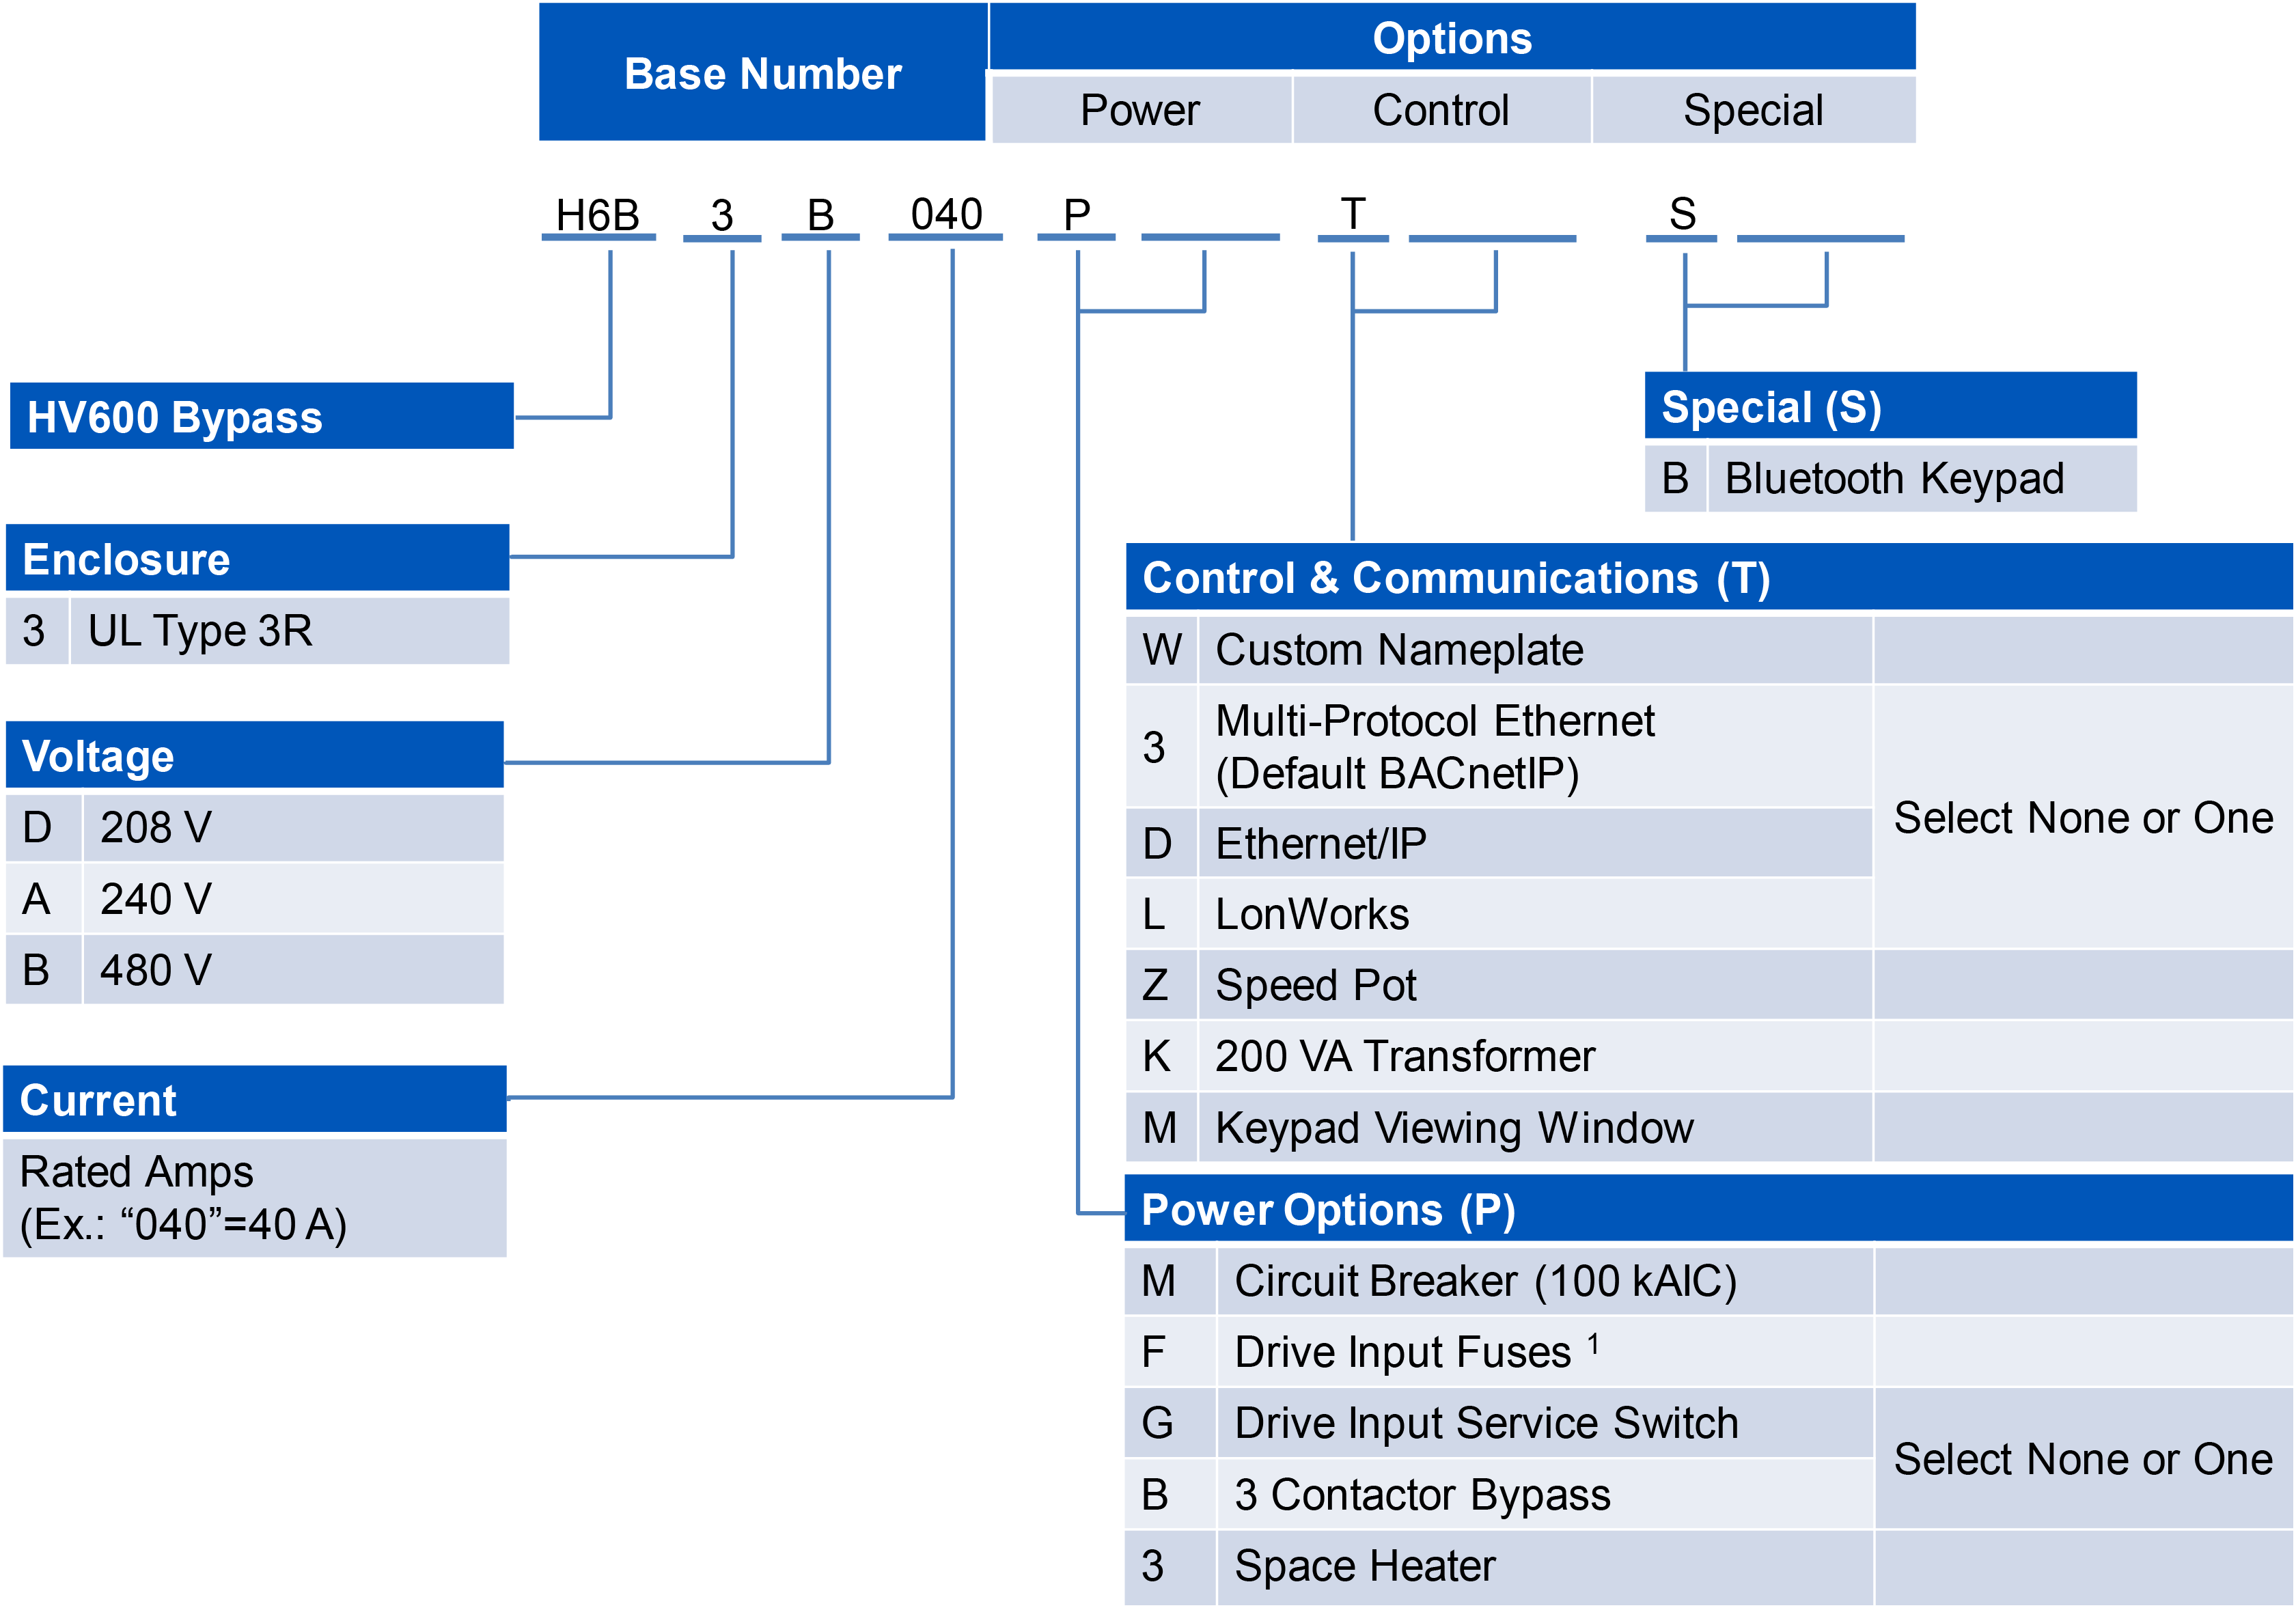 Base Number
Options
Power Control Special
H6B 3 B 040 P T S
HV600 Bypass
Enclosure
3 UL Type 3R
Voltage
D 208 V
A 240 V
B 480 V
Current
Rated Amps
(Ex.: “040”=40 A)
Special (S)
B Bluetooth Keypad
Control & Communications (T)
W Custom Nameplate
3 Multi-Protocol Ethernet
(Default BACnetIP)
D Ethernet/IP
L LonWorks
Select None or One
Z Speed Pot
K 200 VA Transformer
M Keypad Viewing Window
Power Options (P)
M Circuit Breaker (100 kAIC)
F Drive Input Fuses 1
G Drive Input Service Switch
B 3 Contactor Bypass
Select None or One
3 Space Heater